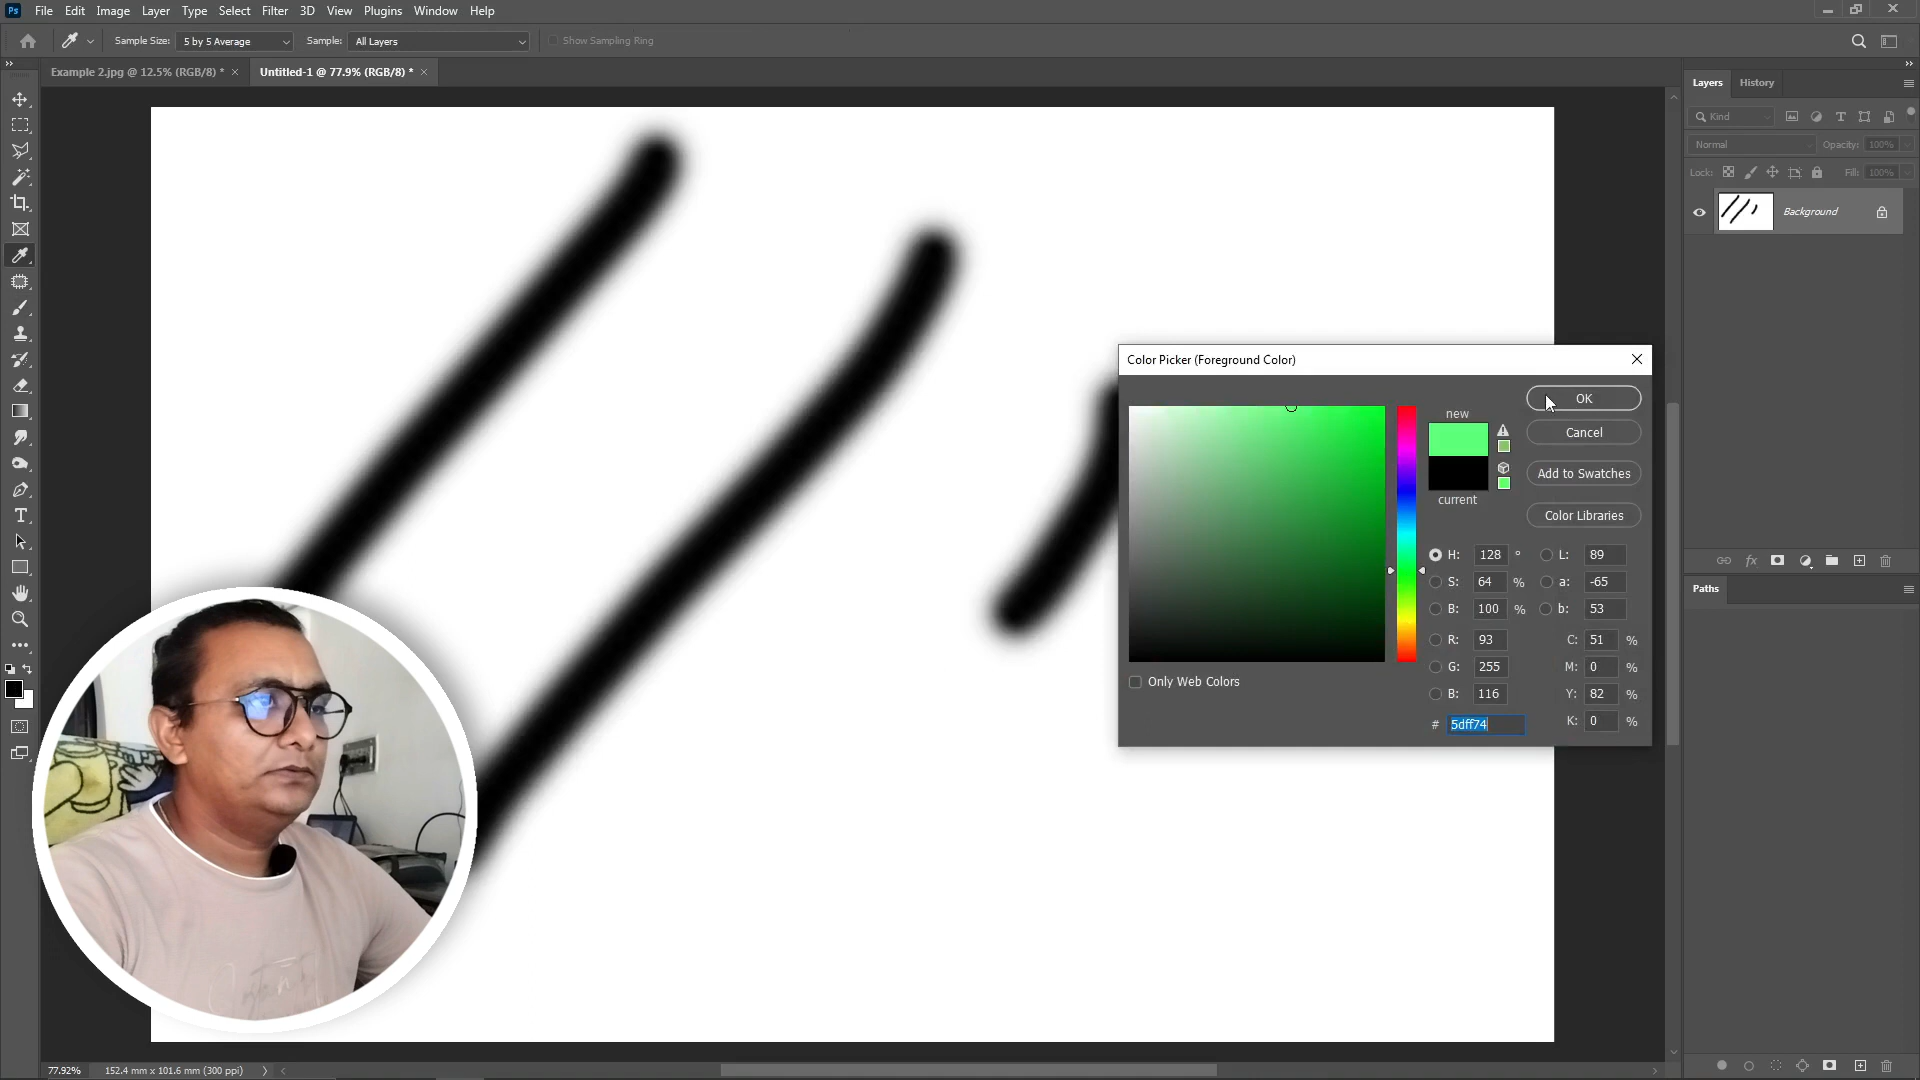 Ps File Edit Image Layer Type Select Filter 3D View Plugins Window Help
Sample Size: 5 by 5 Average Sample: All Layers Show Sampling Ring
Example 2.jpg @ 12.5% (RGB/8) * × Untitled-1 @ 77.9% (RGB/8) * ×
Layers History
Kind
Normal Opacity: 100%
Lock: Fill: 100%
Background
Color Picker (Foreground Color)
OK
new
Cancel
Add to Swatches
current
Color Libraries
H: 128 ° L: 89
S: 64 % a: -65
B: 100 % b: 53
R: 93 C: 51 %
G: 255 M: 0 %
Only Web Colors
B: 116 Y: 82 %
# 5dff74 K: 0 %
Paths
77.92% 152.4 mm x 101.6 mm (300 ppi)